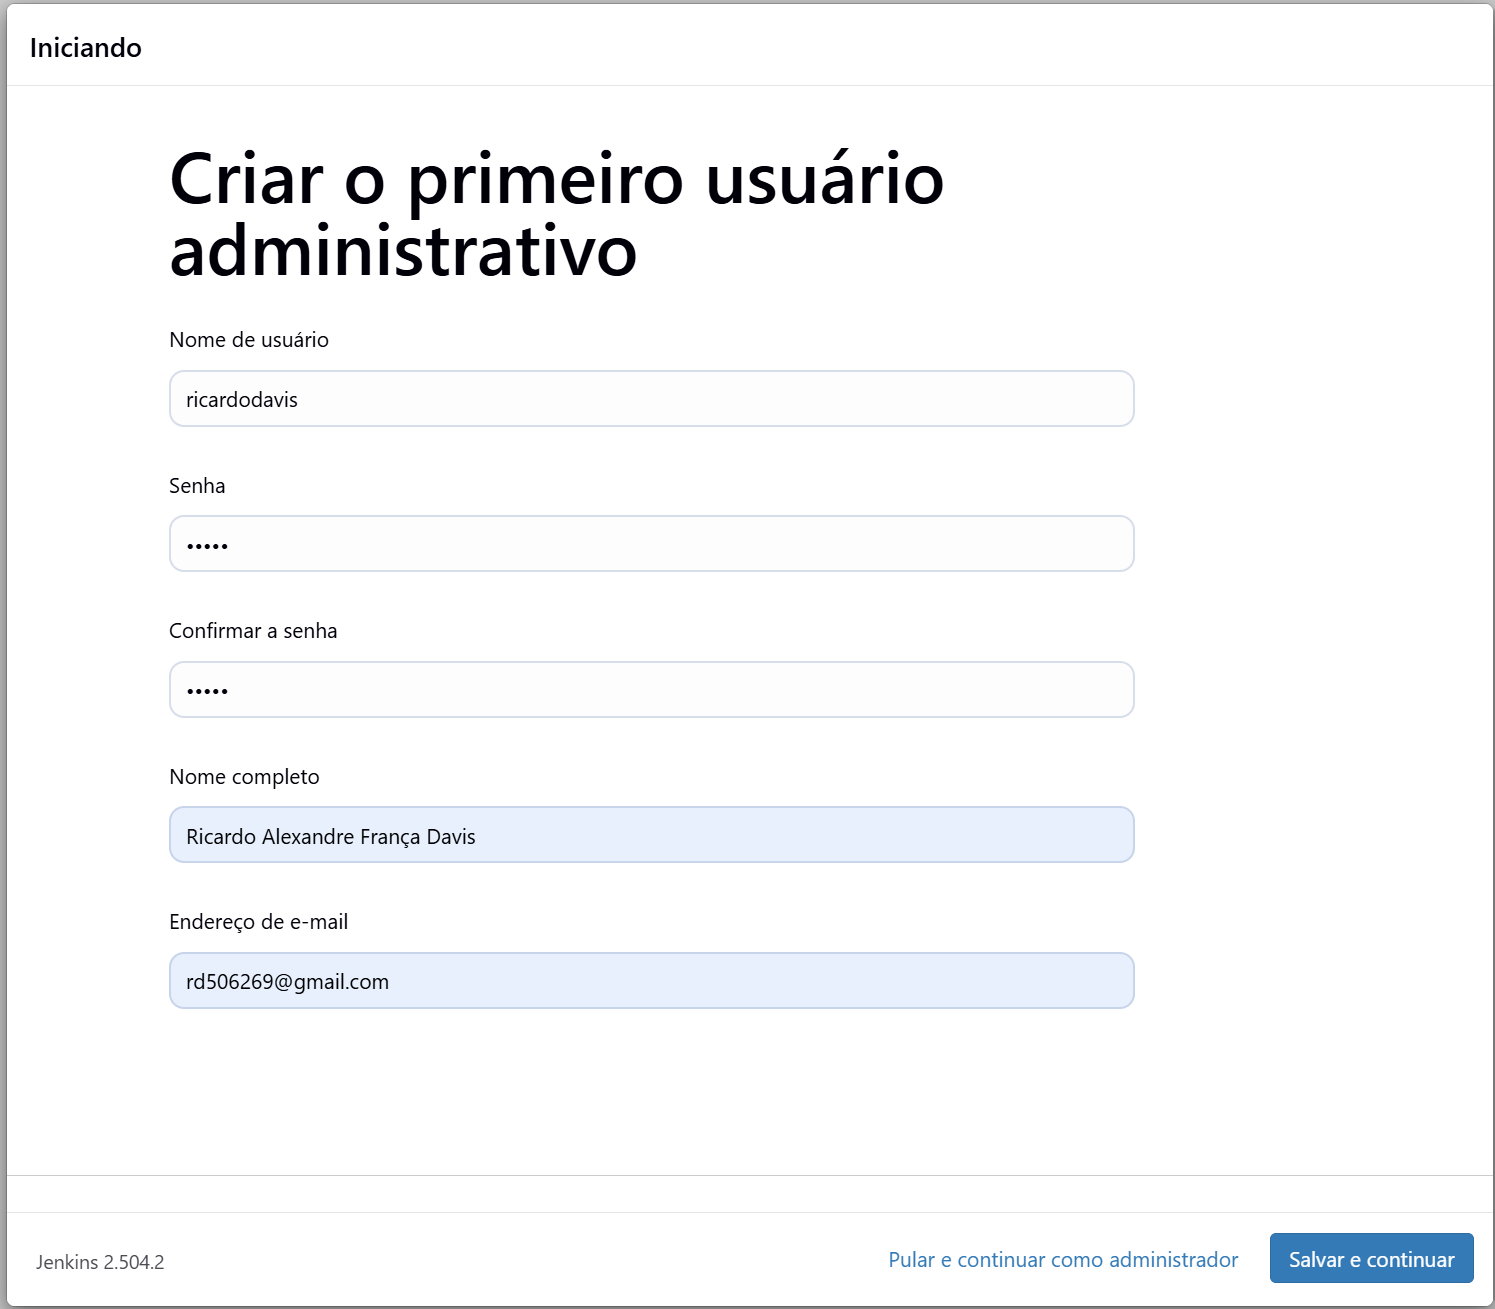 Iniciando
Criar o primeiro usuário
administrativo
Nome de usuário
ricardodavis
Senha
•••••
Confirmar a senha
•••••
Nome completo
Ricardo Alexandre França Davis
Endereço de e-mail
rd506269@gmail.com
Jenkins 2.504.2
Pular e continuar como administrador
Salvar e continuar